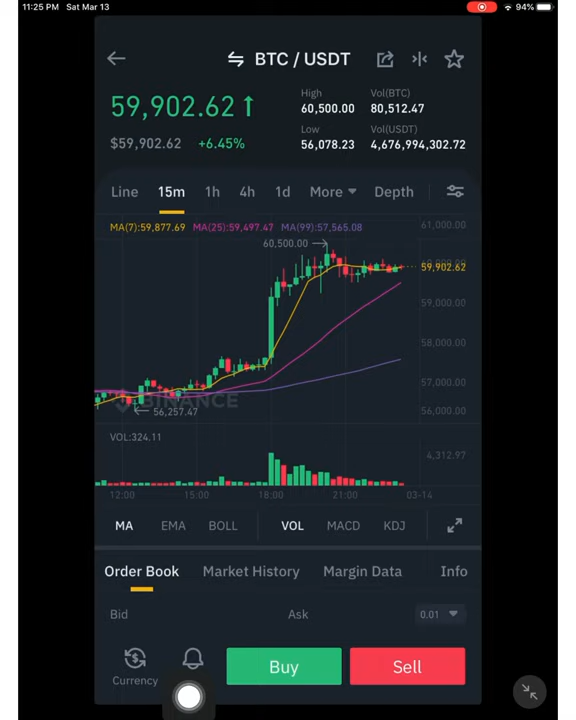 11:25 PM Sat Mar 13
94%
BTC / USDT
59,902.62
$59,902.62 +6.45%
High
60,500.00
Low
56,078.23
Vol(BTC)
80,512.47
Vol(USDT)
4,676,994,302.72
Line 15m 1h 4h 1d More Depth
MA(7):59,877.69 MA(25):59,497.47 MA(99):57,565.08
61,000.00
60,500.00
59,902.62
59,000.00
58,000.00
57,000.00
56,000.00
BINANCE
56,257.47
VOL:324.11
4,312.97
12:00 15:00 18:00 21:00 03-14
MA EMA BOLL VOL MACD KDJ
Order Book Market History Margin Data Info
Bid Ask 0.01
Currency
Buy
Sell